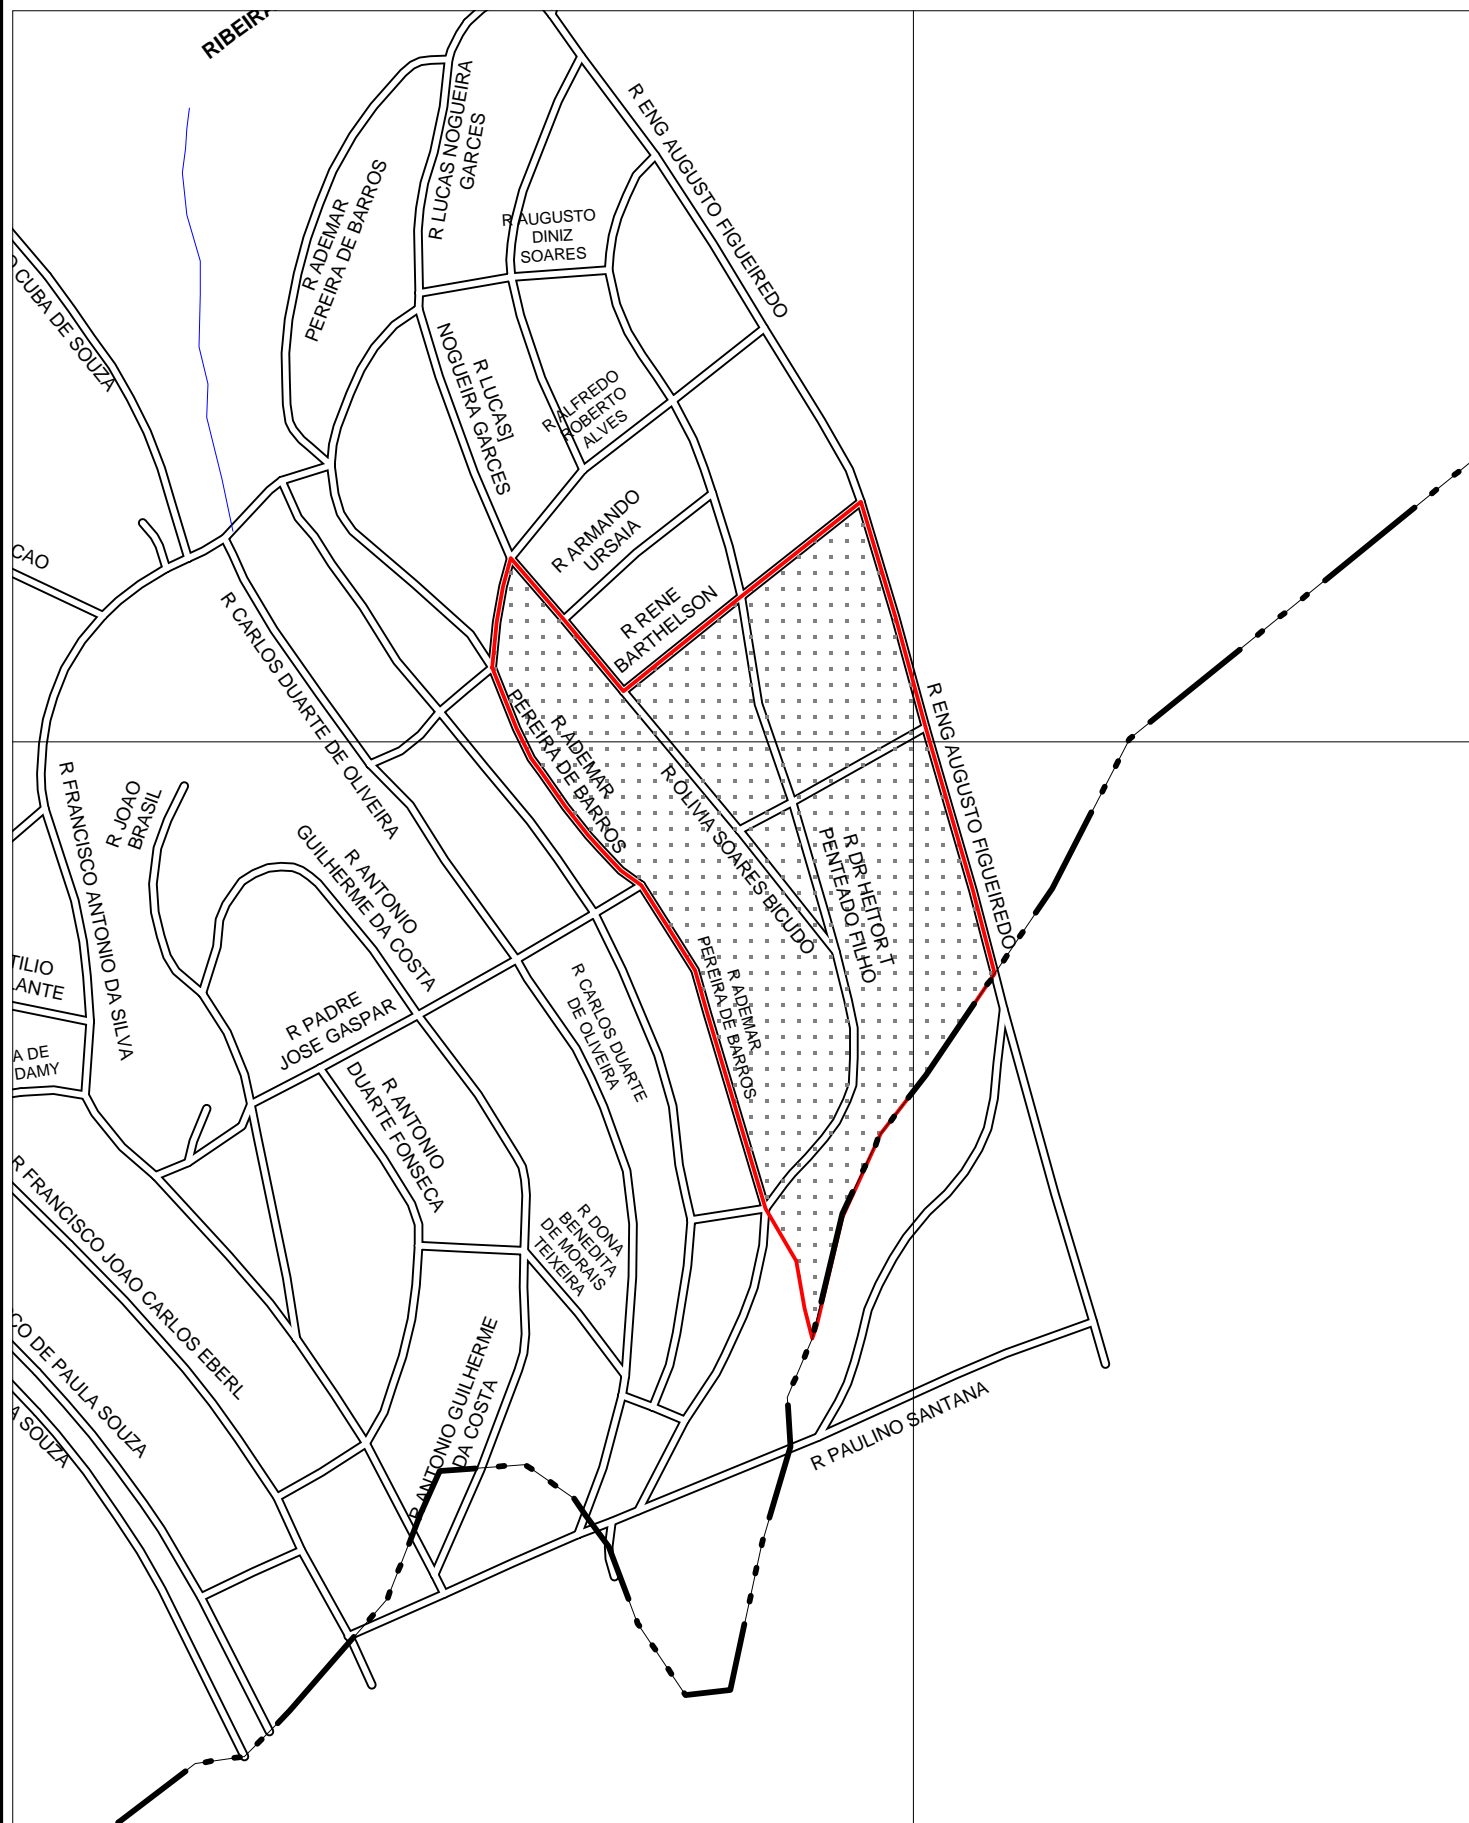 RIBEIRA
R ENG AUGUSTO FIGUEIREDO
R LUCAS NOGUEIRA
GARCES
R ADEMAR
PEREIRA DE BARROS
R AUGUSTO
DINIZ
SOARES
O CUBA DE SOUZA
R LUCAS]
NOGUEIRA GARCES
R ALFREDO
ROBERTO
ALVES
R ARMANDO
URSAIA
CAO
R RENE
BARTHELSON
R CARLOS DUARTE DE OLIVEIRA
R ADEMAR
PEREIRA DE BARROS
R ENG AUGUSTO FIGUEIREDO
R OLIVIA SOARES BICUDO
R FRANCISCO ANTONIO DA SILVA
R JOAO
BRASIL
R ANTONIO
GUILHERME DA COSTA
R DR HEITOR T
PENTEADO FILHO
TILIO
LANTE
R PADRE
JOSE GASPAR
R CARLOS DUARTE
DE OLIVEIRA
R ADEMAR
PEREIRA DE BARROS
A DE
DAMY
R ANTONIO
DUARTE FONSECA
R FRANCISCO JOAO CARLOS EBERL
R DONA
BENEDITA
DE MORAIS
TEIXEIRA
CO DE PAULA SOUZA
R ANTONIO GUILHERME
DA COSTA
A SOUZA
R PAULINO SANTANA